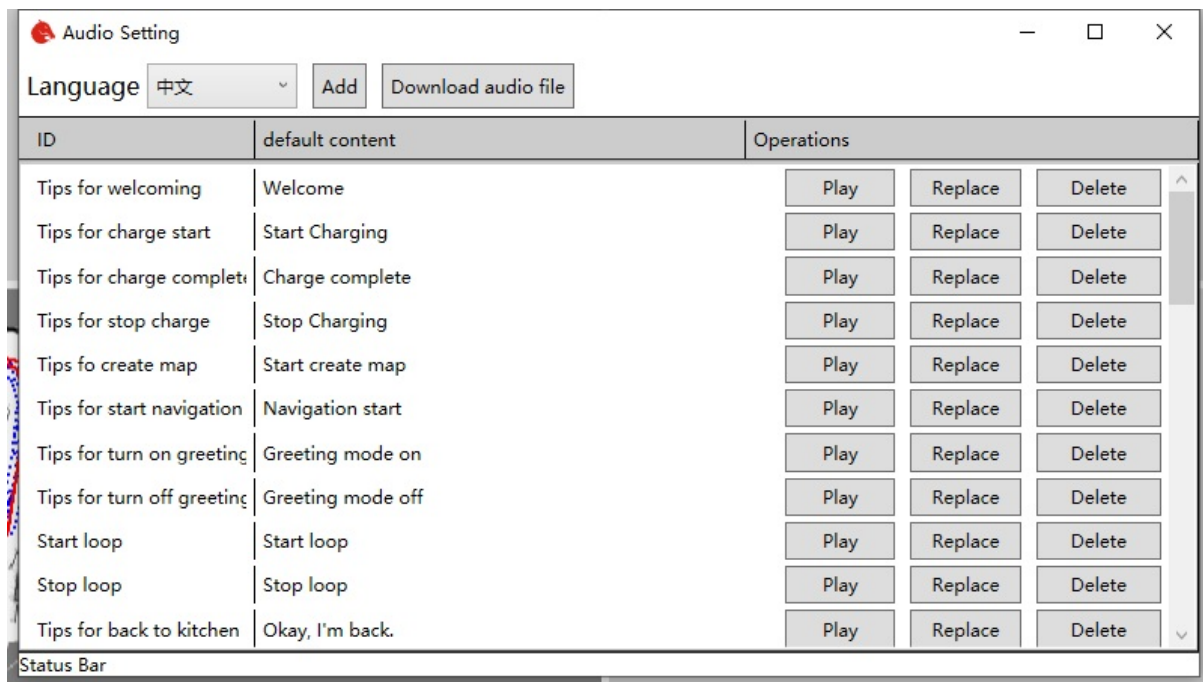 Audio Setting
Language 中文 Add Download audio file
ID default content Operations
Tips for welcoming Welcome Play Replace Delete
Tips for charge start Start Charging Play Replace Delete
Tips for charge complete Charge complete Play Replace Delete
Tips for stop charge Stop Charging Play Replace Delete
Tips fo create map Start create map Play Replace Delete
Tips for start navigation Navigation start Play Replace Delete
Tips for turn on greeting Greeting mode on Play Replace Delete
Tips for turn off greeting Greeting mode off Play Replace Delete
Start loop Start loop Play Replace Delete
Stop loop Stop loop Play Replace Delete
Tips for back to kitchen Okay, I'm back. Play Replace Delete
Status Bar